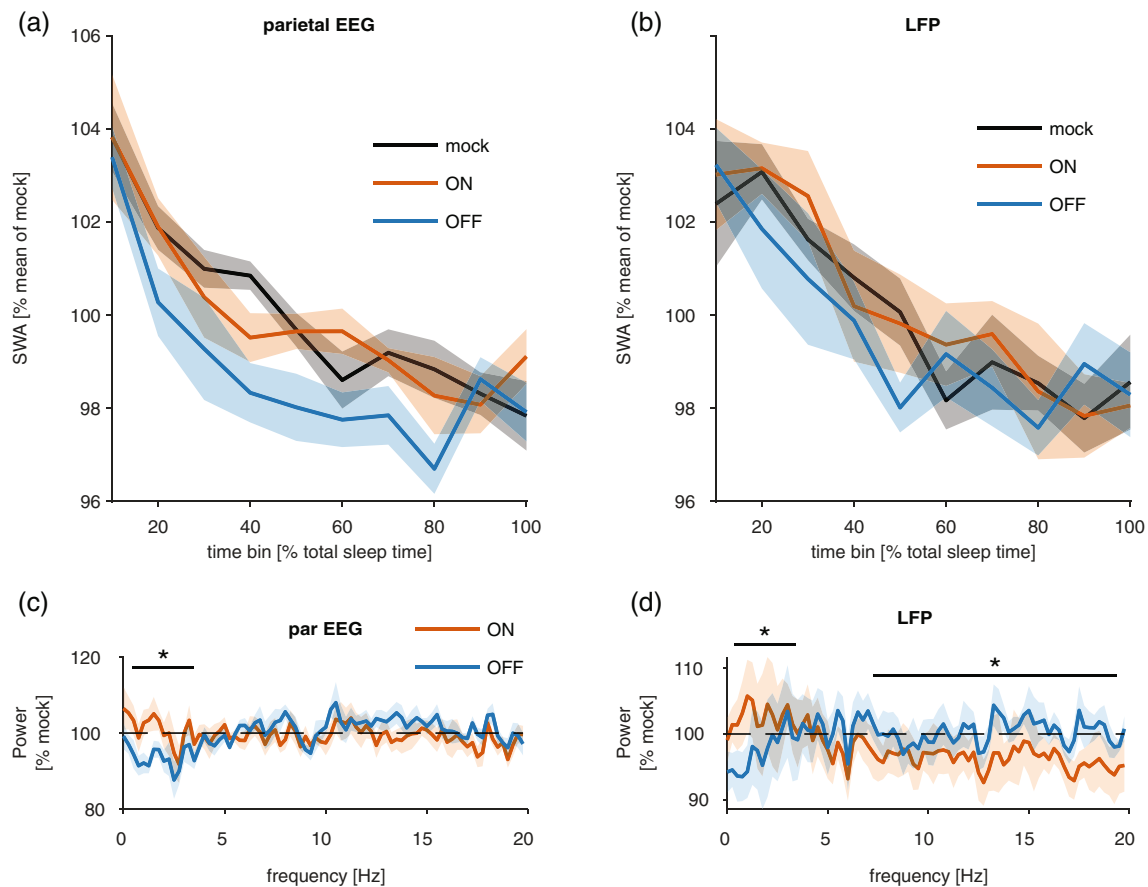 (a)
parietal EEG
106
104
102
100
98
96
SWA [% mean of mock]
mock
ON
OFF
20
40
60
80
100
time bin [% total sleep time]
(b)
LFP
106
104
102
100
98
96
SWA [% mean of mock]
mock
ON
OFF
20
40
60
80
100
time bin [% total sleep time]
(c)
par EEG
ON
OFF
*
120
100
80
Power
[% mock]
0
5
10
15
20
frequency [Hz]
(d)
LFP
*
*
110
100
90
Power
[% mock]
0
5
10
15
20
frequency [Hz]